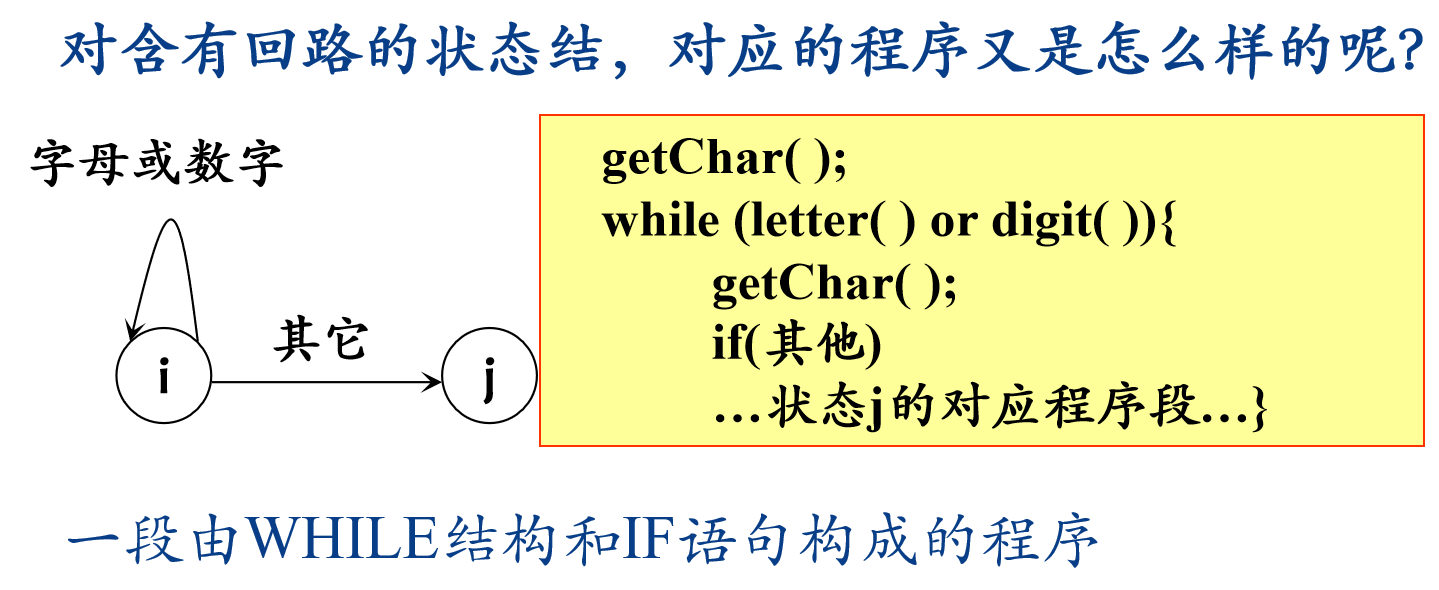 对含有回路的状态结，对应的程序又是怎么样的呢?
字母或数字
其它
i
j
getChar( );
while (letter( ) or digit( )){
getChar( );
if(其他)
…状态j的对应程序段…}
一段由WHILE结构和IF语句构成的程序